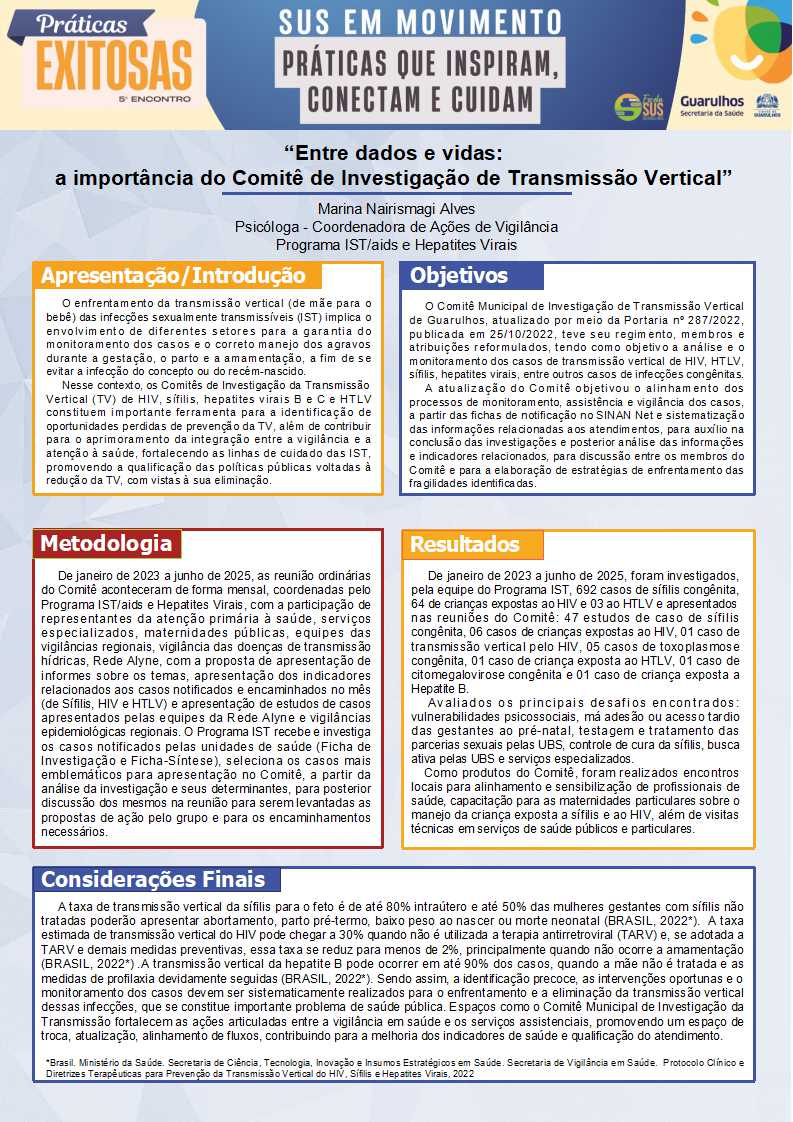 Práticas
EXITOSAS
5º ENCONTRO
SUS EM MOVIMENTO
PRÁTICAS QUE INSPIRAM,
CONECTAM E CUIDAM
Escola
SUS
Guarulhos
Secretaria da Saúde
GUARULHOS
“Entre dados e vidas:
a importância do Comitê de Investigação de Transmissão Vertical”
Marina Nairismagi Alves
Psicóloga - Coordenadora de Ações de Vigilância
Programa IST/aids e Hepatites Virais
Apresentação/Introdução
O enfrentamento da transmissão vertical (de mãe para o
bebê) das infecções sexualmente transmissíveis (IST) implica o
envolvimento de diferentes setores para a garantia do
monitoramento dos casos e o correto manejo dos agravos
durante a gestação, o parto e a amamentação, a fim de se
evitar a infecção do concepto ou do recém-nascido.
Nesse contexto, os Comitês de Investigação da Transmissão
Vertical (TV) de HIV, sífilis, hepatites virais B e C e HTLV
constituem importante ferramenta para a identificação de
oportunidades perdidas de prevenção da TV, além de contribuir
para o aprimoramento da integração entre a vigilância e a
atenção à saúde, fortalecendo as linhas de cuidado das IST,
promovendo a qualificação das políticas públicas voltadas à
redução da TV, com vistas à sua eliminação.
Objetivos
O Comitê Municipal de Investigação de Transmissão Vertical
de Guarulhos, atualizado por meio da Portaria nº 287/2022,
publicada em 25/10/2022, teve seu regimento, membros e
atribuições reformulados, tendo como objetivo a análise e o
monitoramento dos casos de transmissão vertical de HIV, HTLV,
sífilis, hepatites virais, entre outros casos de infecções congênitas.
A atualização do Comitê objetivou o alinhamento dos
processos de monitoramento, assistência e vigilância dos casos,
a partir das fichas de notificação no SINAN Net e sistematização
das informações relacionadas aos atendimentos, para auxílio na
conclusão das investigações e posterior análise das informações
e indicadores relacionados, para discussão entre os membros do
Comitê e para a elaboração de estratégias de enfrentamento das
fragilidades identificadas.
Metodologia
De janeiro de 2023 a junho de 2025, as reunião ordinárias
do Comitê aconteceram de forma mensal, coordenadas pelo
Programa IST/aids e Hepatites Virais, com a participação de
representantes da atenção primária à saúde, serviços
especializados, maternidades públicas, equipes das
vigilâncias regionais, vigilância das doenças de transmissão
hídricas, Rede Alyne, com a proposta de apresentação de
informes sobre os temas, apresentação dos indicadores
relacionados aos casos notificados e encaminhados no mês
(de Sífilis, HIV e HTLV) e apresentação de estudos de casos
apresentados pelas equipes da Rede Alyne e vigilâncias
epidemiológicas regionais. O Programa IST recebe e investiga
os casos notificados pelas unidades de saúde (Ficha de
Investigação e Ficha-Síntese), seleciona os casos mais
emblemáticos para apresentação no Comitê, a partir da
análise da investigação e seus determinantes, para posterior
discussão dos mesmos na reunião para serem levantadas as
propostas de ação pelo grupo e para os encaminhamentos
necessários.
Resultados
De janeiro de 2023 a junho de 2025, foram investigados,
pela equipe do Programa IST, 692 casos de sífilis congênita,
64 de crianças expostas ao HIV e 03 ao HTLV e apresentados
nas reuniões do Comitê: 47 estudos de caso de sífilis
congênita, 06 casos de crianças expostas ao HIV, 01 caso de
transmissão vertical pelo HIV, 05 casos de toxoplasmose
congênita, 01 caso de criança exposta ao HTLV, 01 caso de
citomegalovirose congênita e 01 caso de criança exposta a
Hepatite B.
Avaliados os principais desafios encontrados:
vulnerabilidades psicossociais, má adesão ou acesso tardio
das gestantes ao pré-natal, testagem e tratamento das
parcerias sexuais pelas UBS, controle de cura da sífilis, busca
ativa pelas UBS e serviços especializados.
Como produtos do Comitê, foram realizados encontros
locais para alinhamento e sensibilização de profissionais de
saúde, capacitação para as maternidades particulares sobre o
manejo da criança exposta a sífilis e ao HIV, além de visitas
técnicas em serviços de saúde públicos e particulares.
Considerações Finais
A taxa de transmissão vertical da sífilis para o feto é de até 80% intraútero e até 50% das mulheres gestantes com sífilis não
tratadas poderão apresentar abortamento, parto pré-termo, baixo peso ao nascer ou morte neonatal (BRASIL, 2022*). A taxa
estimada de transmissão vertical do HIV pode chegar a 30% quando não é utilizada a terapia antirretroviral (TARV) e, se adotada a
TARV e demais medidas preventivas, essa taxa se reduz para menos de 2%, principalmente quando não ocorre a amamentação
(BRASIL, 2022*) .A transmissão vertical da hepatite B pode ocorrer em até 90% dos casos, quando a mãe não é tratada e as
medidas de profilaxia devidamente seguidas (BRASIL, 2022*). Sendo assim, a identificação precoce, as intervenções oportunas e o
monitoramento dos casos devem ser sistematicamente realizados para o enfrentamento e a eliminação da transmissão vertical
dessas infecções, que se constitue importante problema de saúde pública. Espaços como o Comitê Municipal de Investigação da
Transmissão fortalecem as ações articuladas entre a vigilância em saúde e os serviços assistenciais, promovendo um espaço de
troca, atualização, alinhamento de fluxos, contribuindo para a melhoria dos indicadores de saúde e qualificação do atendimento.
*Brasil. Ministério da Saúde. Secretaria de Ciência, Tecnologia, Inovação e Insumos Estratégicos em Saúde. Secretaria de Vigilância em Saúde. Protocolo Clínico e
Diretrizes Terapêuticas para Prevenção da Transmissão Vertical do HIV, Sífilis e Hepatites Virais, 2022